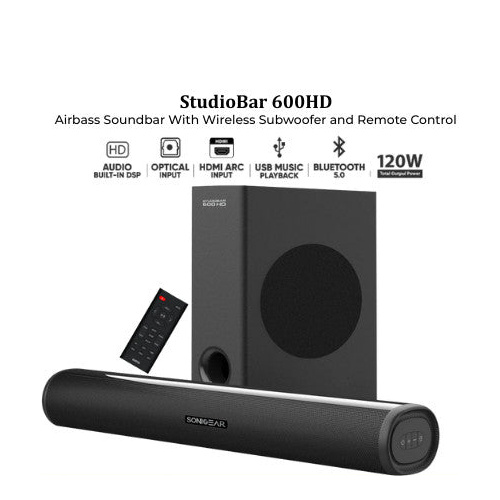 StudioBar 600HD
Airbass Soundbar With Wireless Subwoofer and Remote Control
HD
HDMI
AUDIO
BUILT-IN DSP
OPTICAL
INPUT
HDMI ARC
INPUT
USB MUSIC
PLAYBACK
BLUETOOTH
5.0
120W
Total Output Power
600HD
SONICGEAR